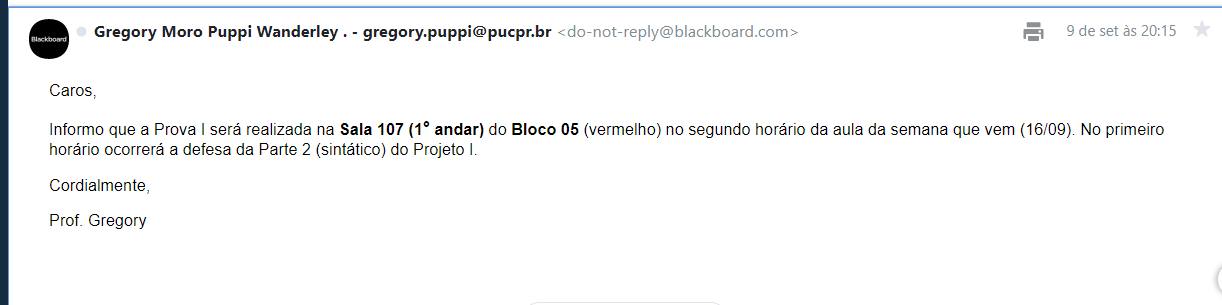 Blackboard
Gregory Moro Puppi Wanderley . - gregory.puppi@pucpr.br <do-not-reply@blackboard.com>
9 de set às 20:15
Caros,
Informo que a Prova I será realizada na Sala 107 (1º andar) do Bloco 05 (vermelho) no segundo horário da aula da semana que vem (16/09). No primeiro
horário ocorrerá a defesa da Parte 2 (sintático) do Projeto I.
Cordialmente,
Prof. Gregory